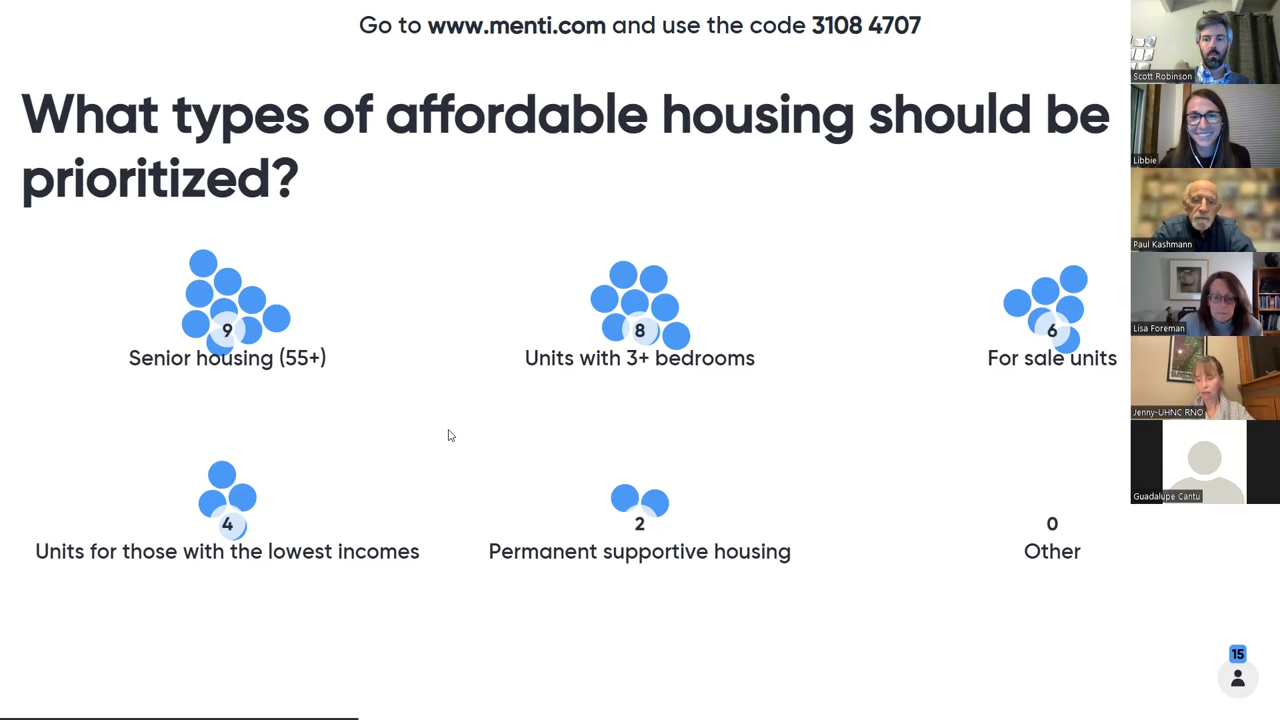 Go to www.menti.com and use the code 3108 4707
What types of affordable housing should be
prioritized?
9
Senior housing (55+)
8
Units with 3+ bedrooms
6
For sale units
4
Units for those with the lowest incomes
2
Permanent supportive housing
0
Other
15
Scott Robinson
Libbie
Paul Kashmann
Lisa Foreman
Jenny-UHNC RNO
Guadalupe Cantu